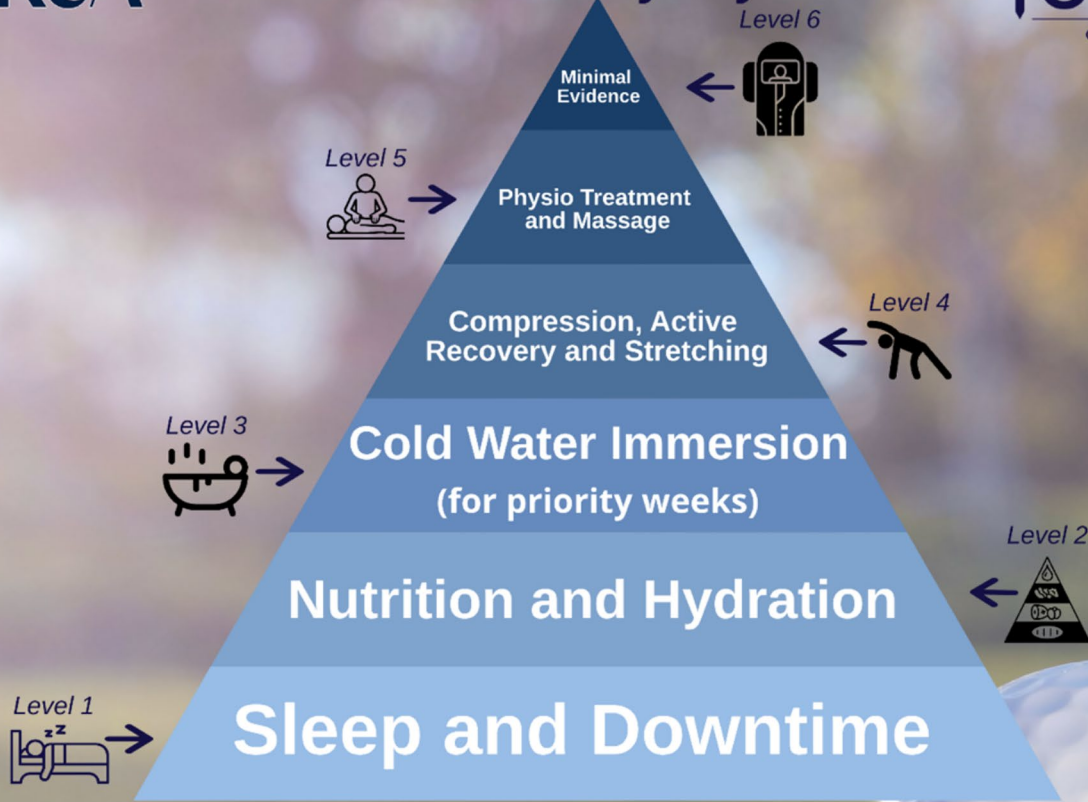 Level 6
Minimal
Evidence
Level 5
Physio Treatment
and Massage
Level 4
Compression, Active
Recovery and Stretching
Level 3
Cold Water Immersion
(for priority weeks)
Level 2
Nutrition and Hydration
Level 1
zz
Sleep and Downtime